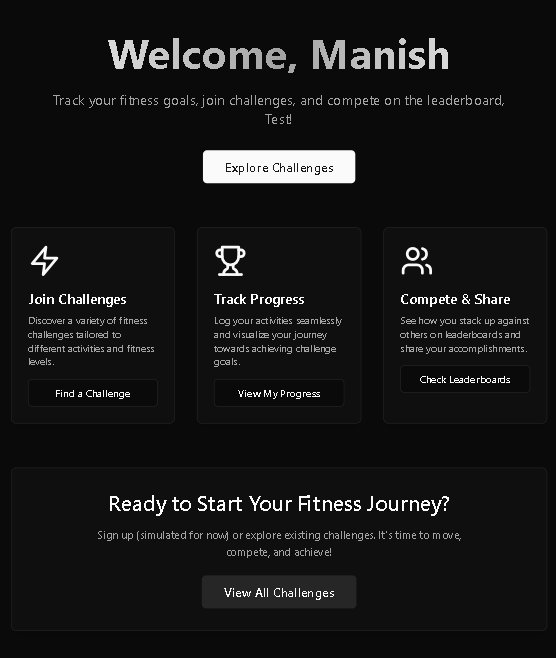 Welcome, Manish
Track your fitness goals, join challenges, and compete on the leaderboard,
Test!
Explore Challenges
Join Challenges
Discover a variety of fitness
challenges tailored to
different activities and fitness
levels.
Find a Challenge
Track Progress
Log your activities seamlessly
and visualize your journey
towards achieving challenge
goals.
View My Progress
Compete & Share
See how you stack up against
others on leaderboards and
share your accomplishments.
Check Leaderboards
Ready to Start Your Fitness Journey?
Sign up (simulated for now) or explore existing challenges. It's time to move,
compete, and achieve!
View All Challenges